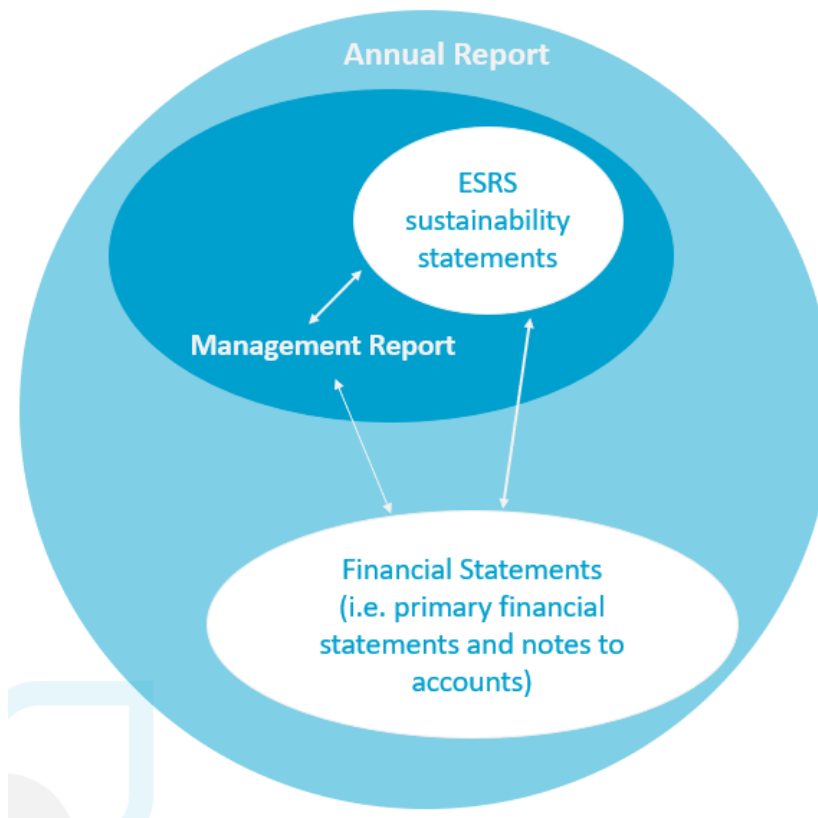 Annual Report
ESRS
sustainability
statements
Management Report
Financial Statements
(i.e. primary financial
statements and notes to
accounts)